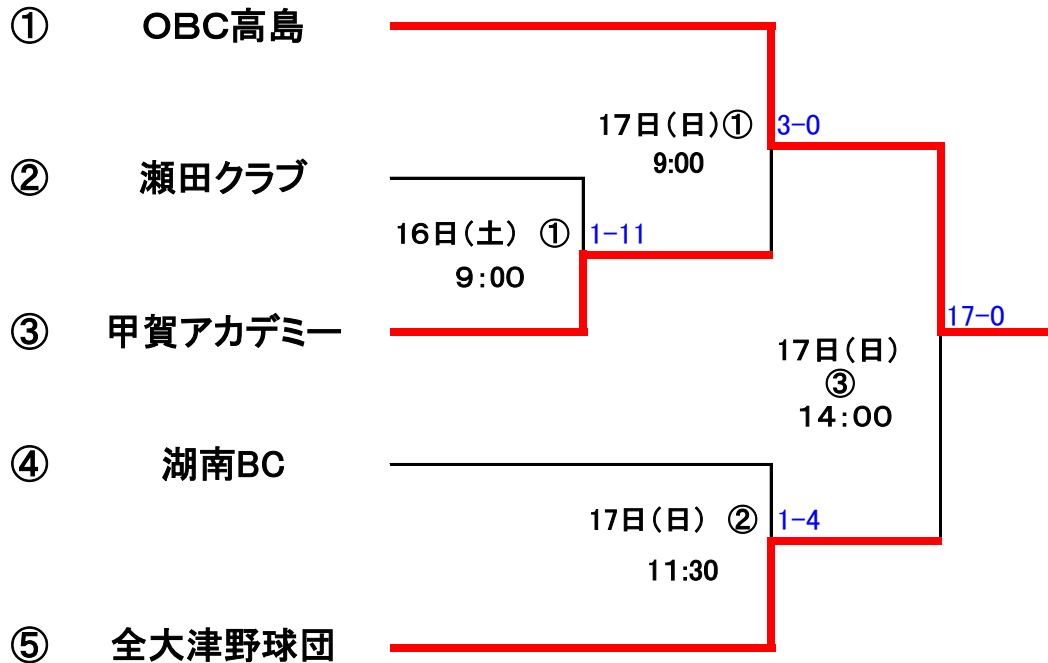 ① OBC高島
17日(日)① 3-0
9:00
② 瀬田クラブ
16日(土) ① 1-11
9:00
③ 甲賀アカデミー
17-0
17日(日)
③
14:00
④ 湖南BC
17日(日) ② 1-4
11:30
⑤ 全大津野球団